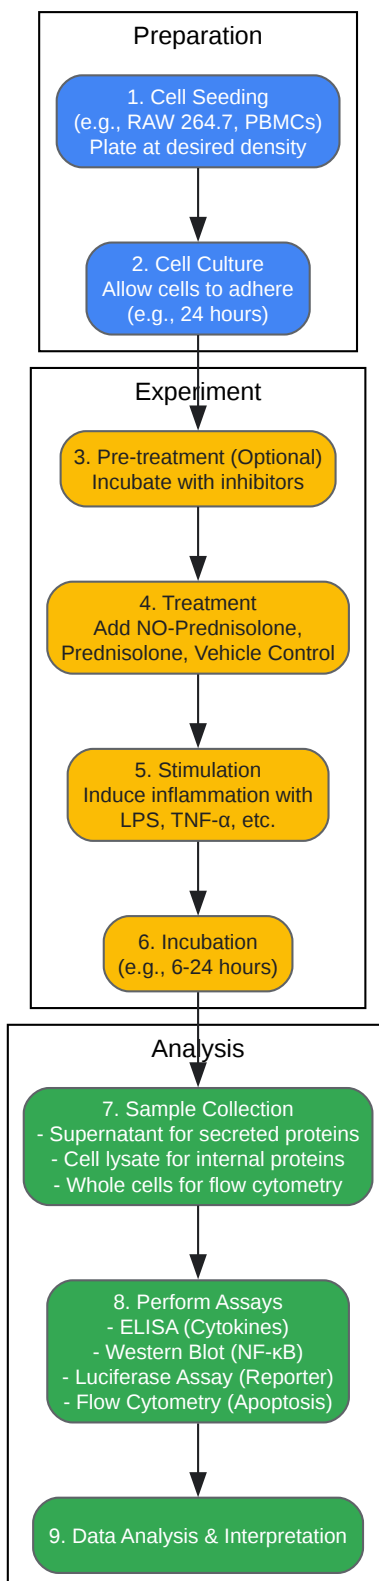 Preparation
1. Cell Seeding
(e.g., RAW 264.7, PBMCs)
Plate at desired density
2. Cell Culture
Allow cells to adhere
(e.g., 24 hours)
Experiment
3. Pre-treatment (Optional)
Incubate with inhibitors
4. Treatment
Add NO-Prednisolone,
Prednisolone, Vehicle Control
5. Stimulation
Induce inflammation with
LPS, TNF-α, etc.
6. Incubation
(e.g., 6-24 hours)
Analysis
7. Sample Collection
- Supernatant for secreted proteins
- Cell lysate for internal proteins
- Whole cells for flow cytometry
8. Perform Assays
- ELISA (Cytokines)
- Western Blot (NF-κB)
- Luciferase Assay (Reporter)
- Flow Cytometry (Apoptosis)
9. Data Analysis & Interpretation